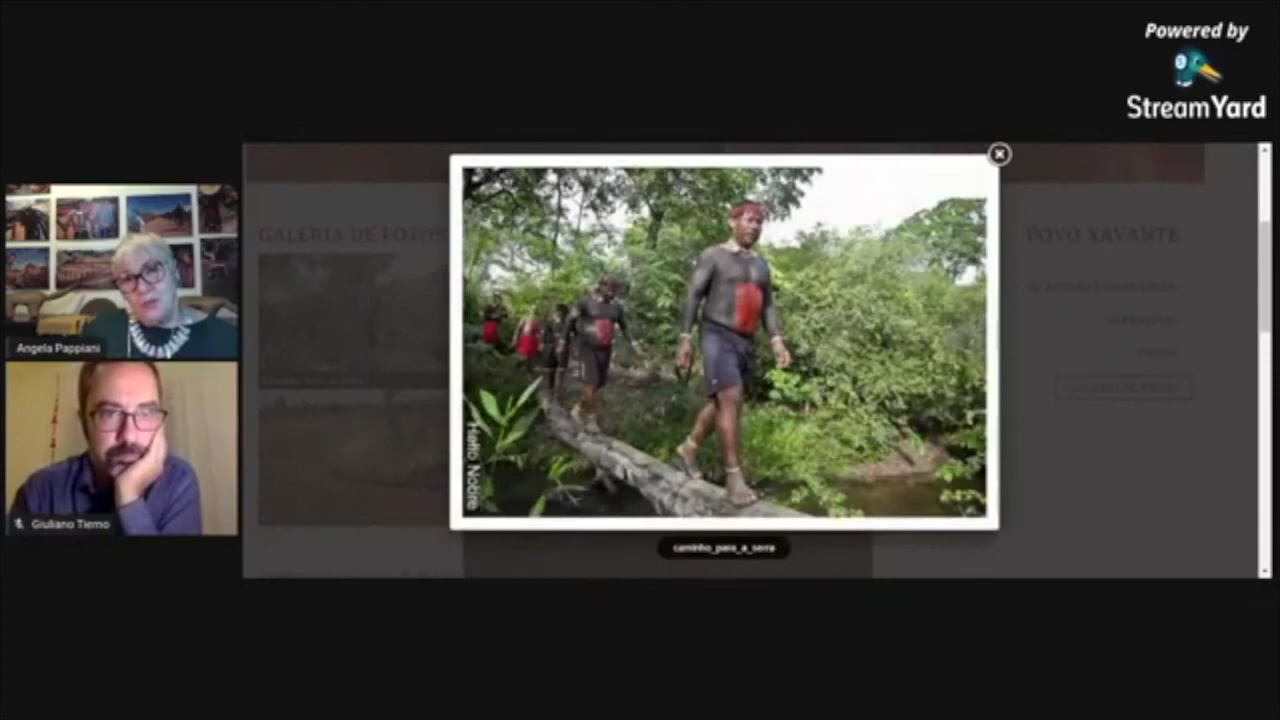 Powered by
StreamYard
Angela Pappiani
Giuliano Tierno
GALERIA DE FOTOS
POVO XAVANTE
Helio Nobre
caminho_para_a_serra